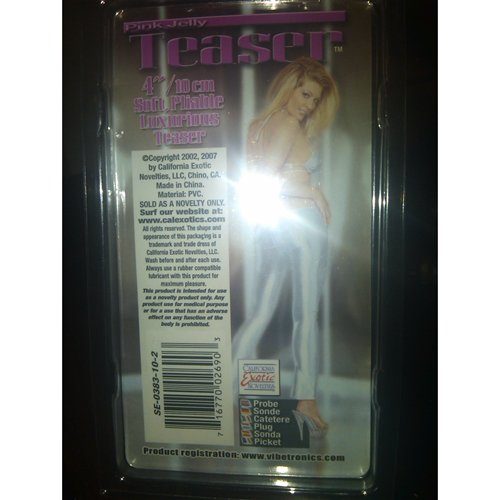 Pink Jelly
Teaser™
4"/10cm
Soft Pliable
Luxurious
Teaser
©Copyright 2002, 2007
by California Exotic
Novelties, LLC, Chino, CA.
Made in China.
Material: PVC.
SOLD AS A NOVELTY ONLY.
Surf our website at:
www.calexotics.com
All rights reserved. The shape and
appearance of this packaging is a
trademark and trade dress of
California Exotic Novelties, LLC.
Wash before and after each use.
Always use a rubber compatible
lubricant with this product for
maximum pleasure.
This product is intended for use
as a novelty product only. Any
product use for medical purpose
or for a use that has an adverse
effect on any function of the
body is prohibited.
SE-0383-10-2
7 16770 02690 3
CALIFORNIA
Exotic
NOVELTIES
Probe
Sonde
Catetere
Plug
Sonda
Picket
Product registration: www.vibetronics.com